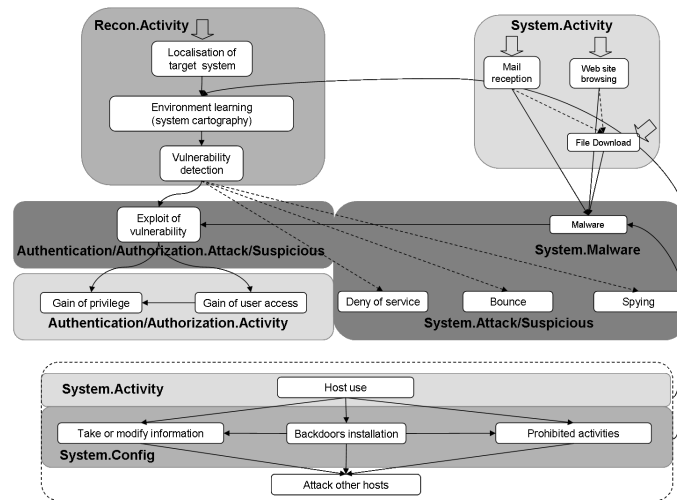 Recon.Activity
Localisation of
target system
Environment learning
(system cartography)
Vulnerability
detection
System.Activity
Mail
reception
Web site
browsing
File Download
Exploit of
vulnerability
Authentication/Authorization.Attack/Suspicious
Malware
System.Malware
Gain of privilege
Gain of user access
Authentication/Authorization.Activity
Deny of service
Bounce
Spying
System.Attack/Suspicious
System.Activity
Host use
Take or modify information
Backdoors installation
Prohibited activities
System.Config
Attack other hosts